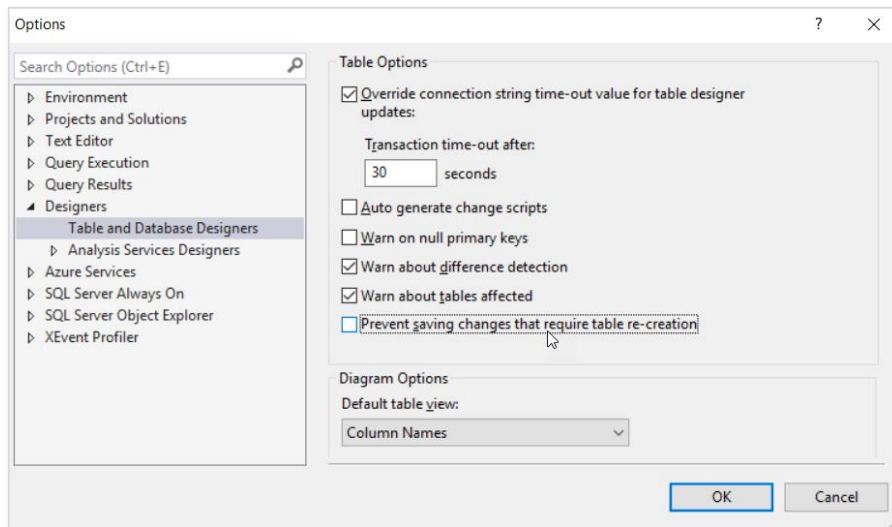 Options
?
Search Options (Ctrl+E)
Environment
Projects and Solutions
Text Editor
Query Execution
Query Results
Designers
Table and Database Designers
Analysis Services Designers
Azure Services
SQL Server Always On
SQL Server Object Explorer
XEvent Profiler
Table Options
Override connection string time-out value for table designer
updates:
Transaction time-out after:
30 seconds
Auto generate change scripts
Warn on null primary keys
Warn about difference detection
Warn about tables affected
Prevent saving changes that require table re-creation
Diagram Options
Default table view:
Column Names
OK Cancel